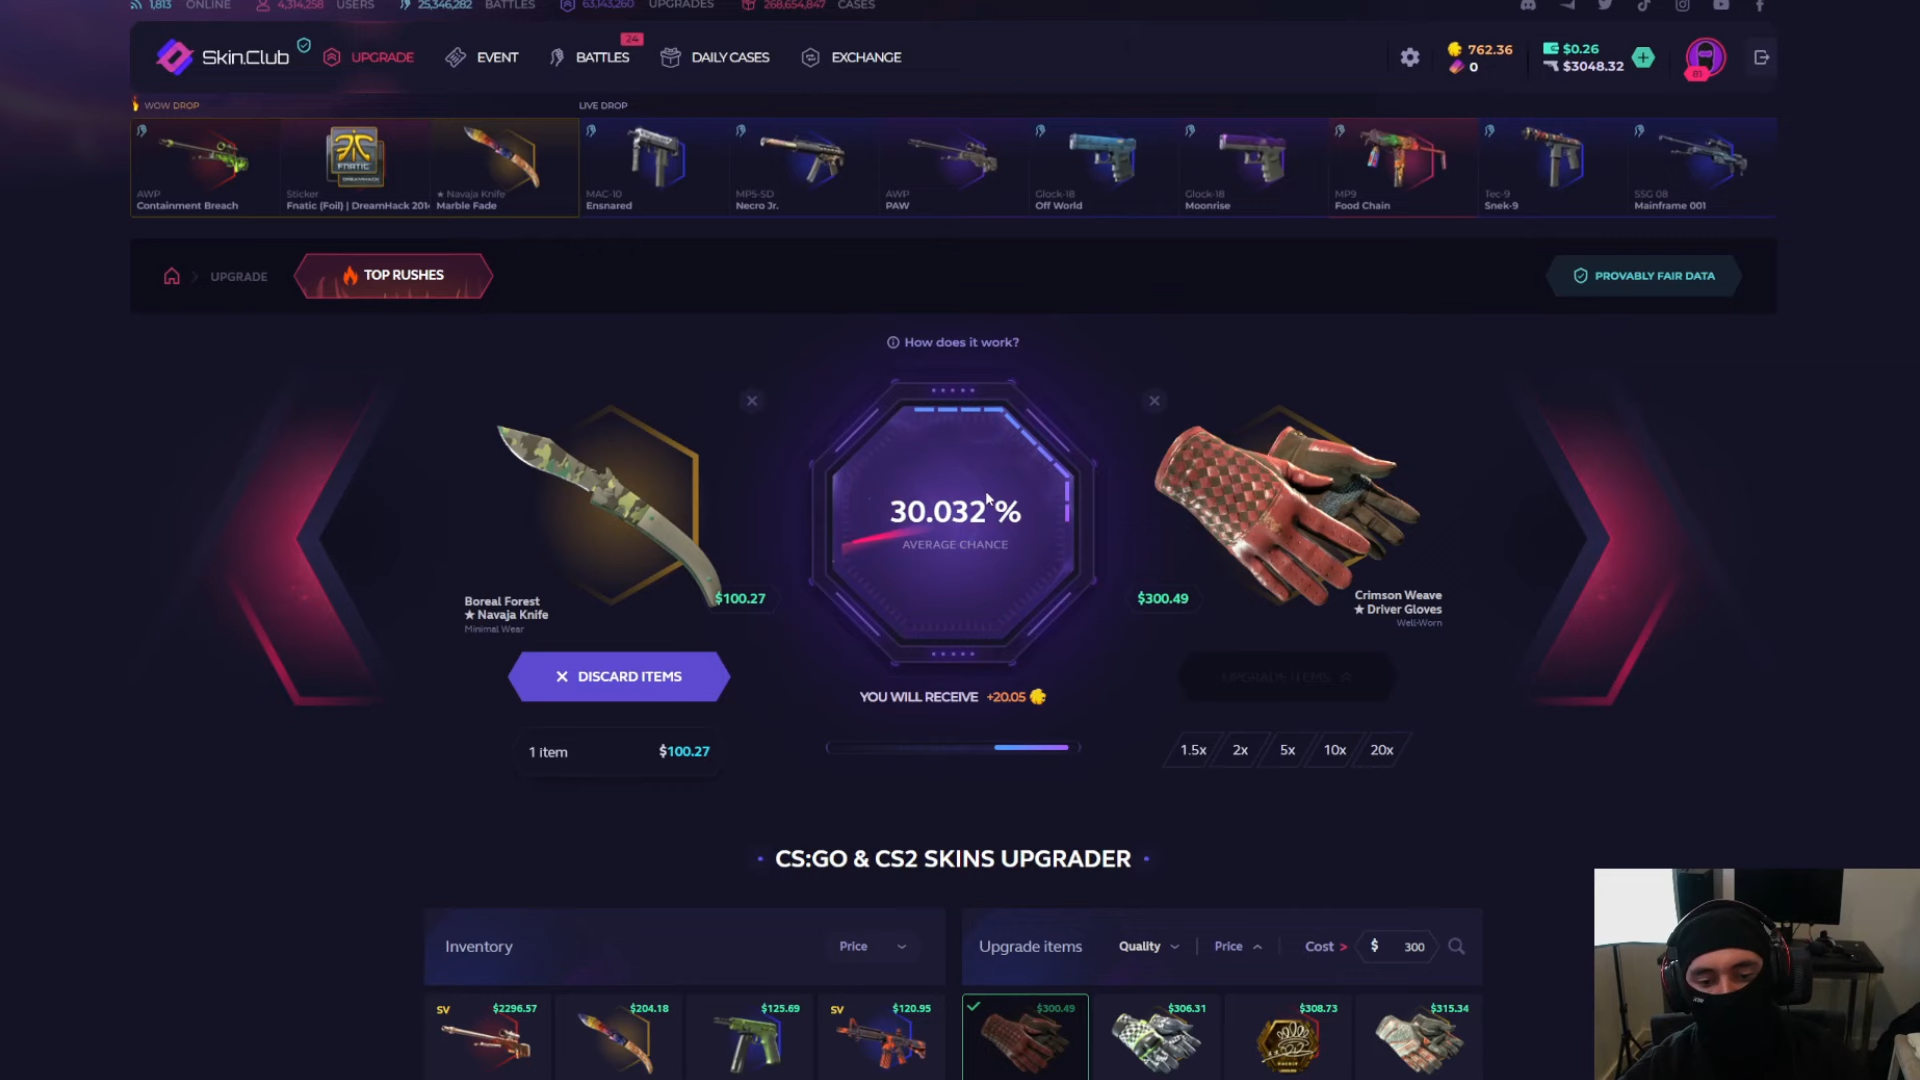 1,813 ONLINE 4,314,258 USERS 25,346,282 BATTLES 63,143,260 UPGRADES 268,654,847 CASES
Skin.Club UPGRADE EVENT BATTLES 24 DAILY CASES EXCHANGE 762.36 0 $0.26 $3048.32 + 81
WOW DROP LIVE DROP
AWP Sticker ★ Navaja Knife MAC-10 MP5-SD AWP Glock-18 Glock-18 MP9 Tec-9 SSG 08
Containment Breach Fnatic (Foil) | DreamHack 201 Marble Fade Ensnared Necro Jr. PAW Off World Moonrise Food Chain Snek-9 Mainframe 001
FNATIC
UPGRADE TOP RUSHES PROVABLY FAIR DATA
How does it work?
30.032 %
AVERAGE CHANCE
Boreal Forest
★ Navaja Knife
Minimal Wear
$100.27
$300.49
Crimson Weave
★ Driver Gloves
Well-Worn
DISCARD ITEMS
YOU WILL RECEIVE +20.05
UPGRADE ITEMS
1 item $100.27
1.5x 2x 5x 10x 20x
CS:GO & CS2 SKINS UPGRADER
Inventory Price
Upgrade items Quality Price Cost > $ 300
SV $2296.57 $204.18 $125.69 SV $120.95
$300.49 $306.31 $308.73 $315.34